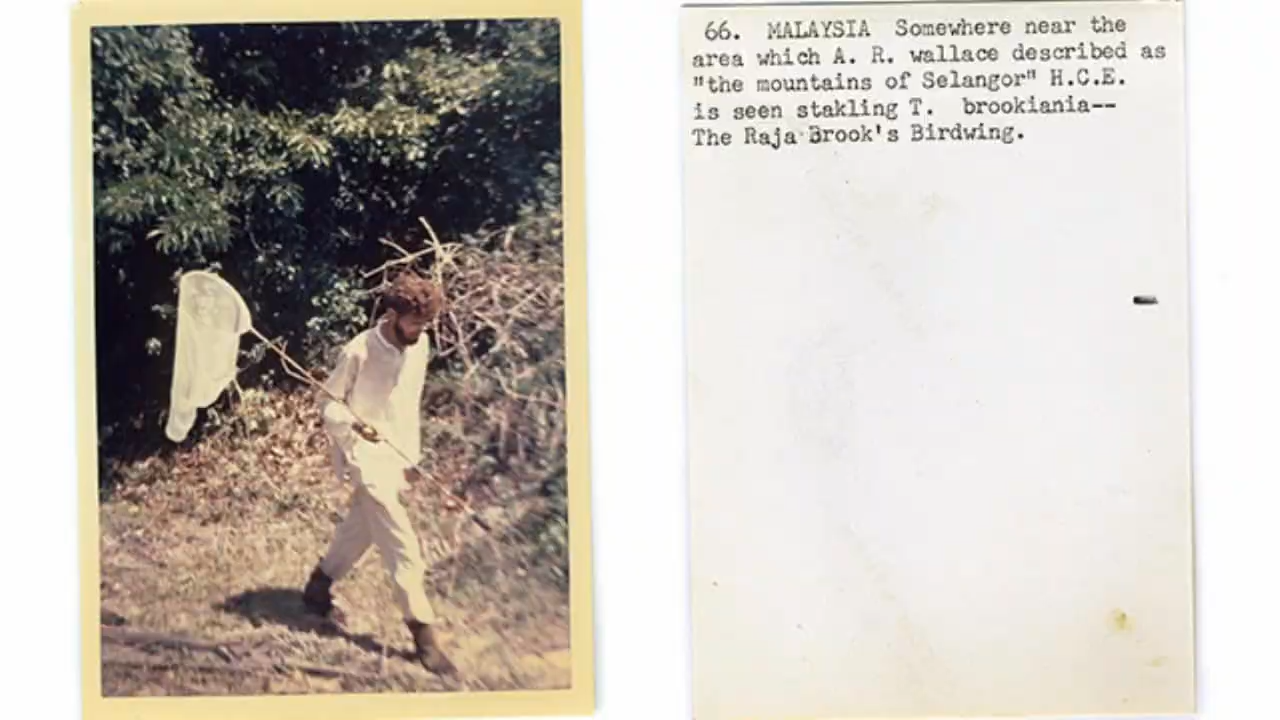 66. MALAYSIA Somewhere near the
area which A. R. wallace described as
"the mountains of Selangor" H.C.E.
is seen stakling T. brookiania--
The Raja Brook's Birdwing.